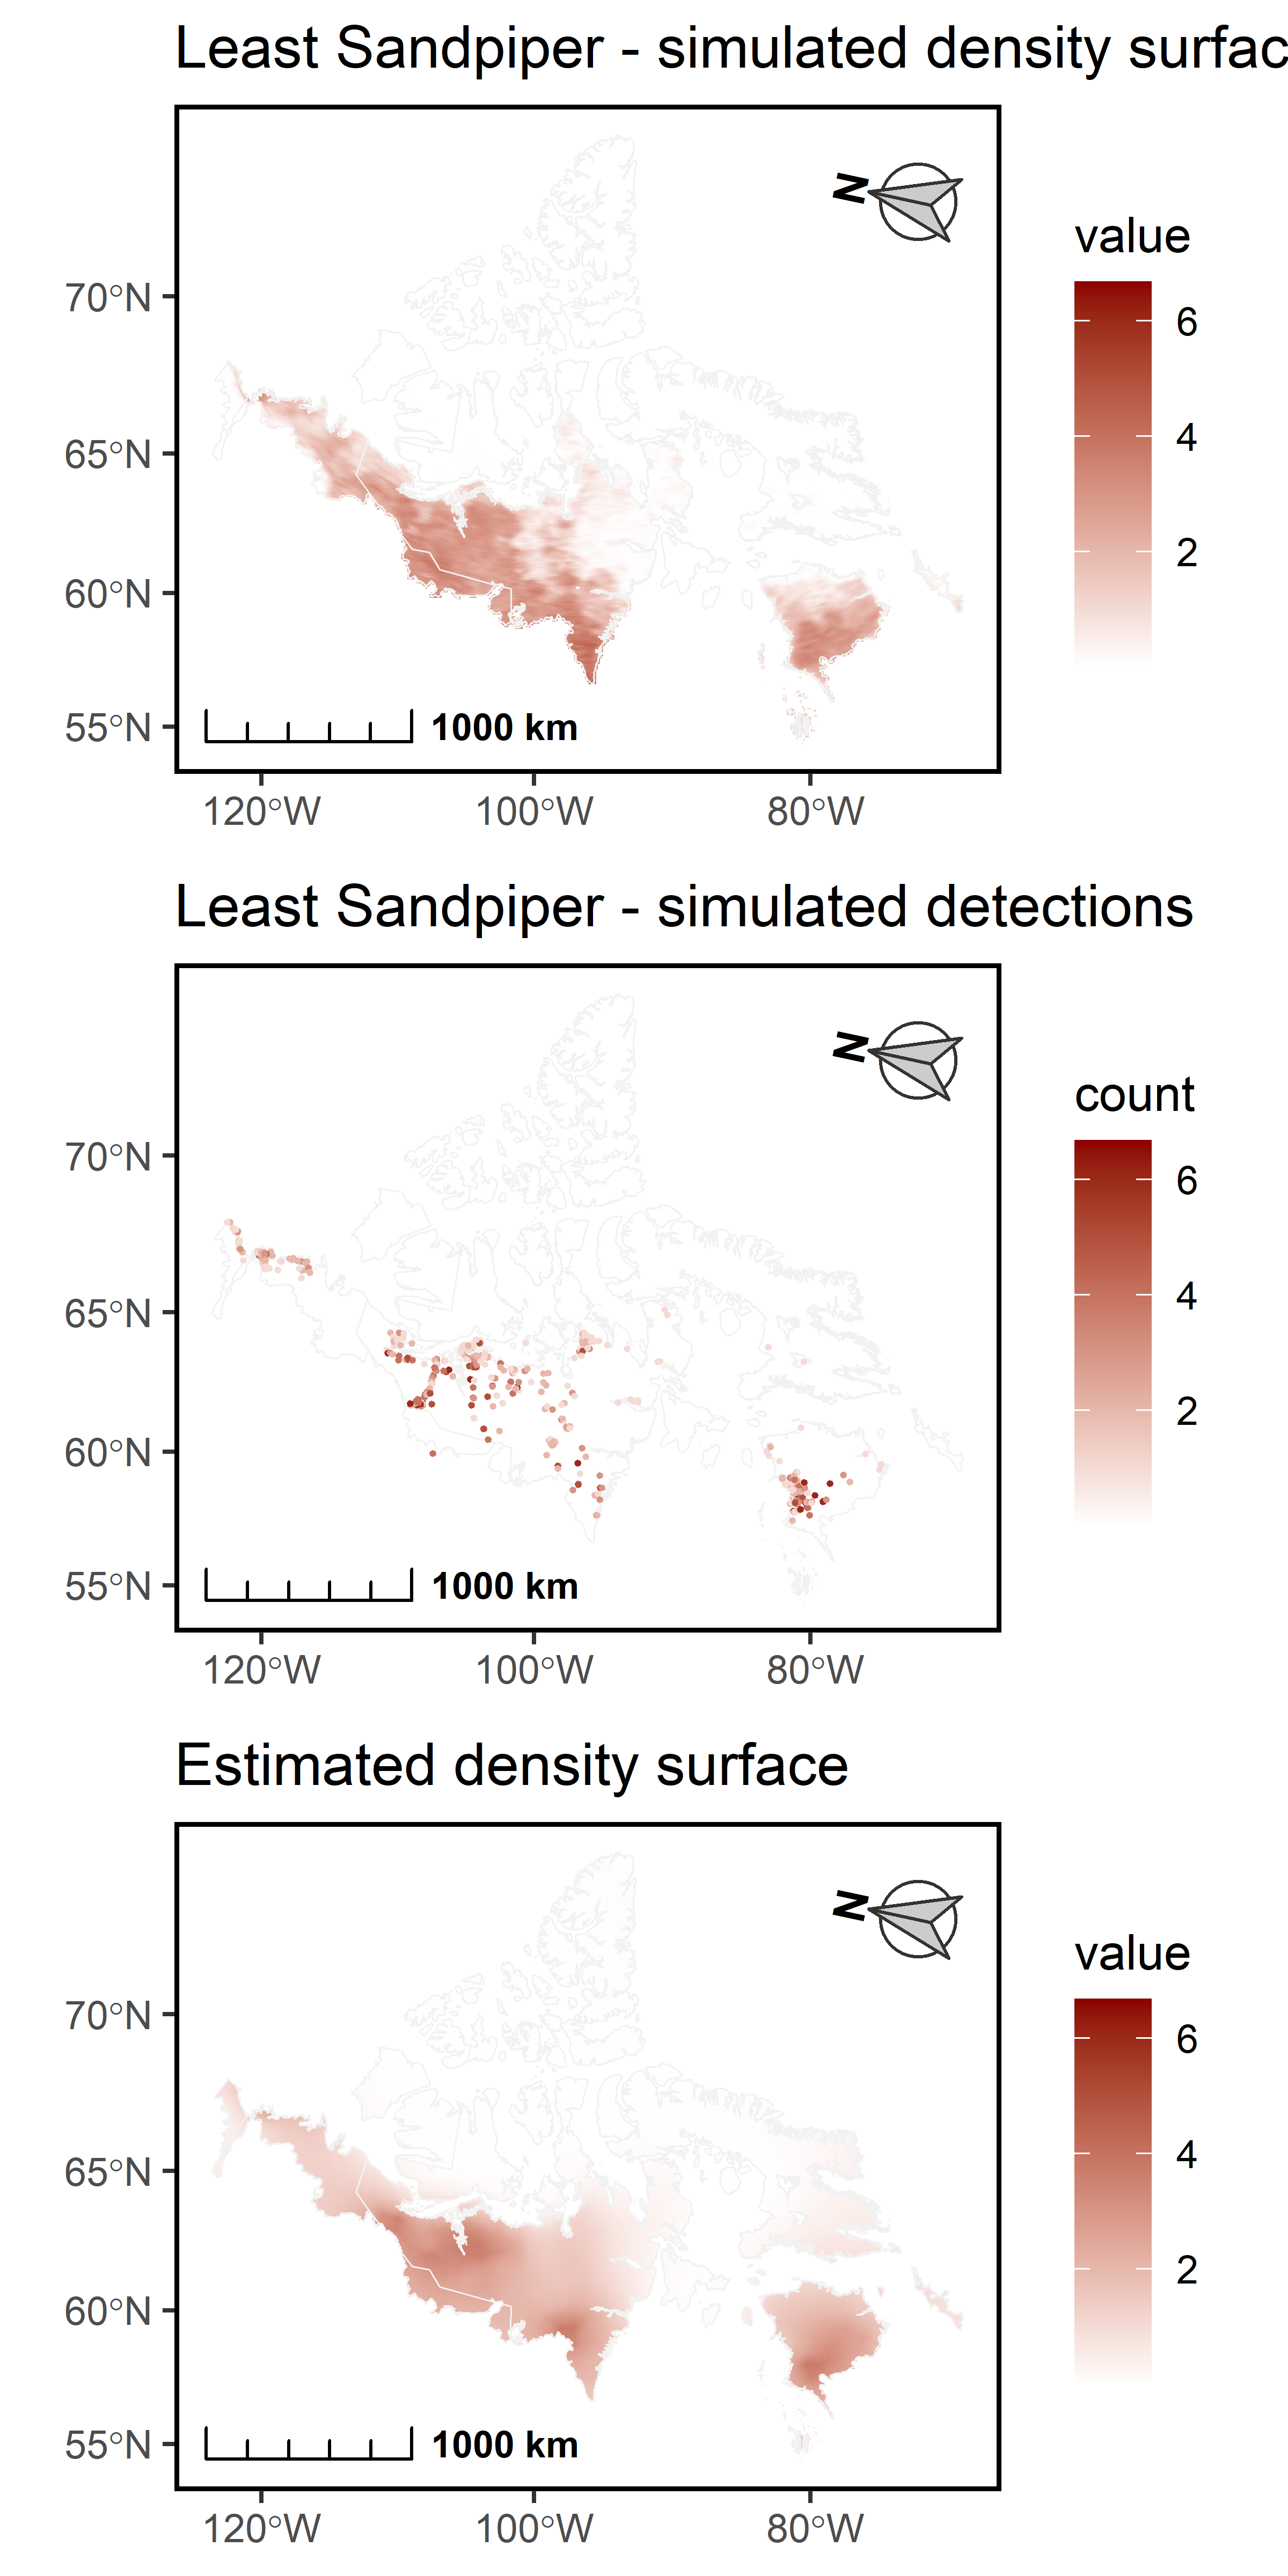 Least Sandpiper - simulated density surfac
N
value
6
4
2
70°N
65°N
60°N
55°N
1000 km
120°W 100°W 80°W
Least Sandpiper - simulated detections
N
count
6
4
2
70°N
65°N
60°N
55°N
1000 km
120°W 100°W 80°W
Estimated density surface
N
value
6
4
2
70°N
65°N
60°N
55°N
1000 km
120°W 100°W 80°W